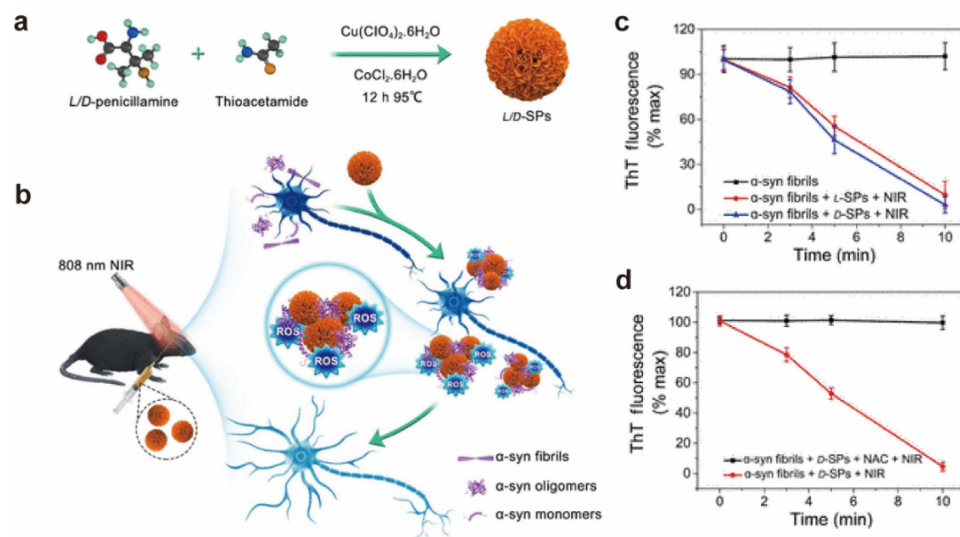 a
L/D-penicillamine
+
Thioacetamide
Cu(ClO4)2.6H2O
CoCl2.6H2O
12 h 95℃
L/D-SPs
b
808 nm NIR
ROS
ROS
ROS
ROS
ROS
ROS
α-syn fibrils
α-syn oligomers
α-syn monomers
c
ThT fluorescence
(% max)
120
90
60
30
0
α-syn fibrils
α-syn fibrils + L-SPs + NIR
α-syn fibrils + D-SPs + NIR
0 2 4 6 8 10
Time (min)
d
ThT fluorescence
(% max)
120
100
80
60
40
20
0
α-syn fibrils + D-SPs + NAC + NIR
α-syn fibrils + D-SPs + NIR
0 2 4 6 8 10
Time (min)